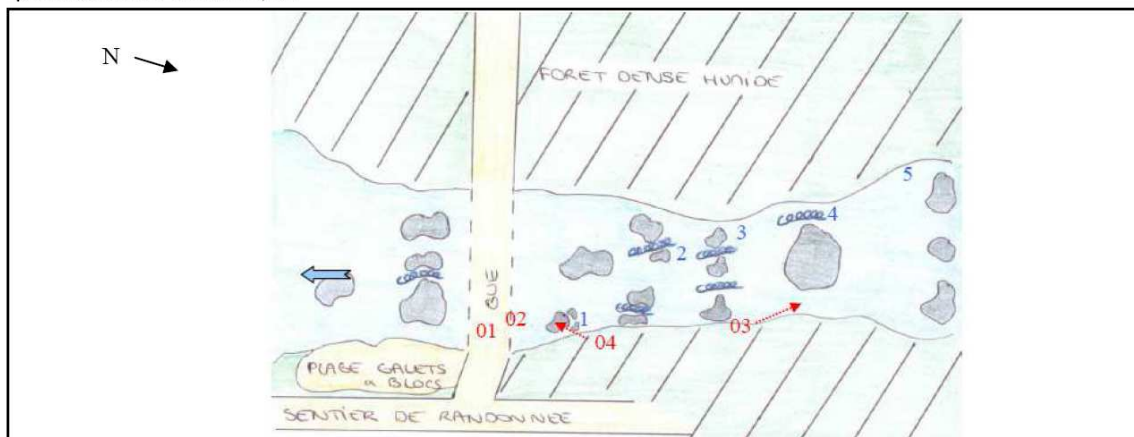 N
FORET DENSE HUMIDE
5
4
3
2
GUE
01
02
1
04
03
PLAGE GALETS
a BLOCS
SENTIER DE RANDONNEE